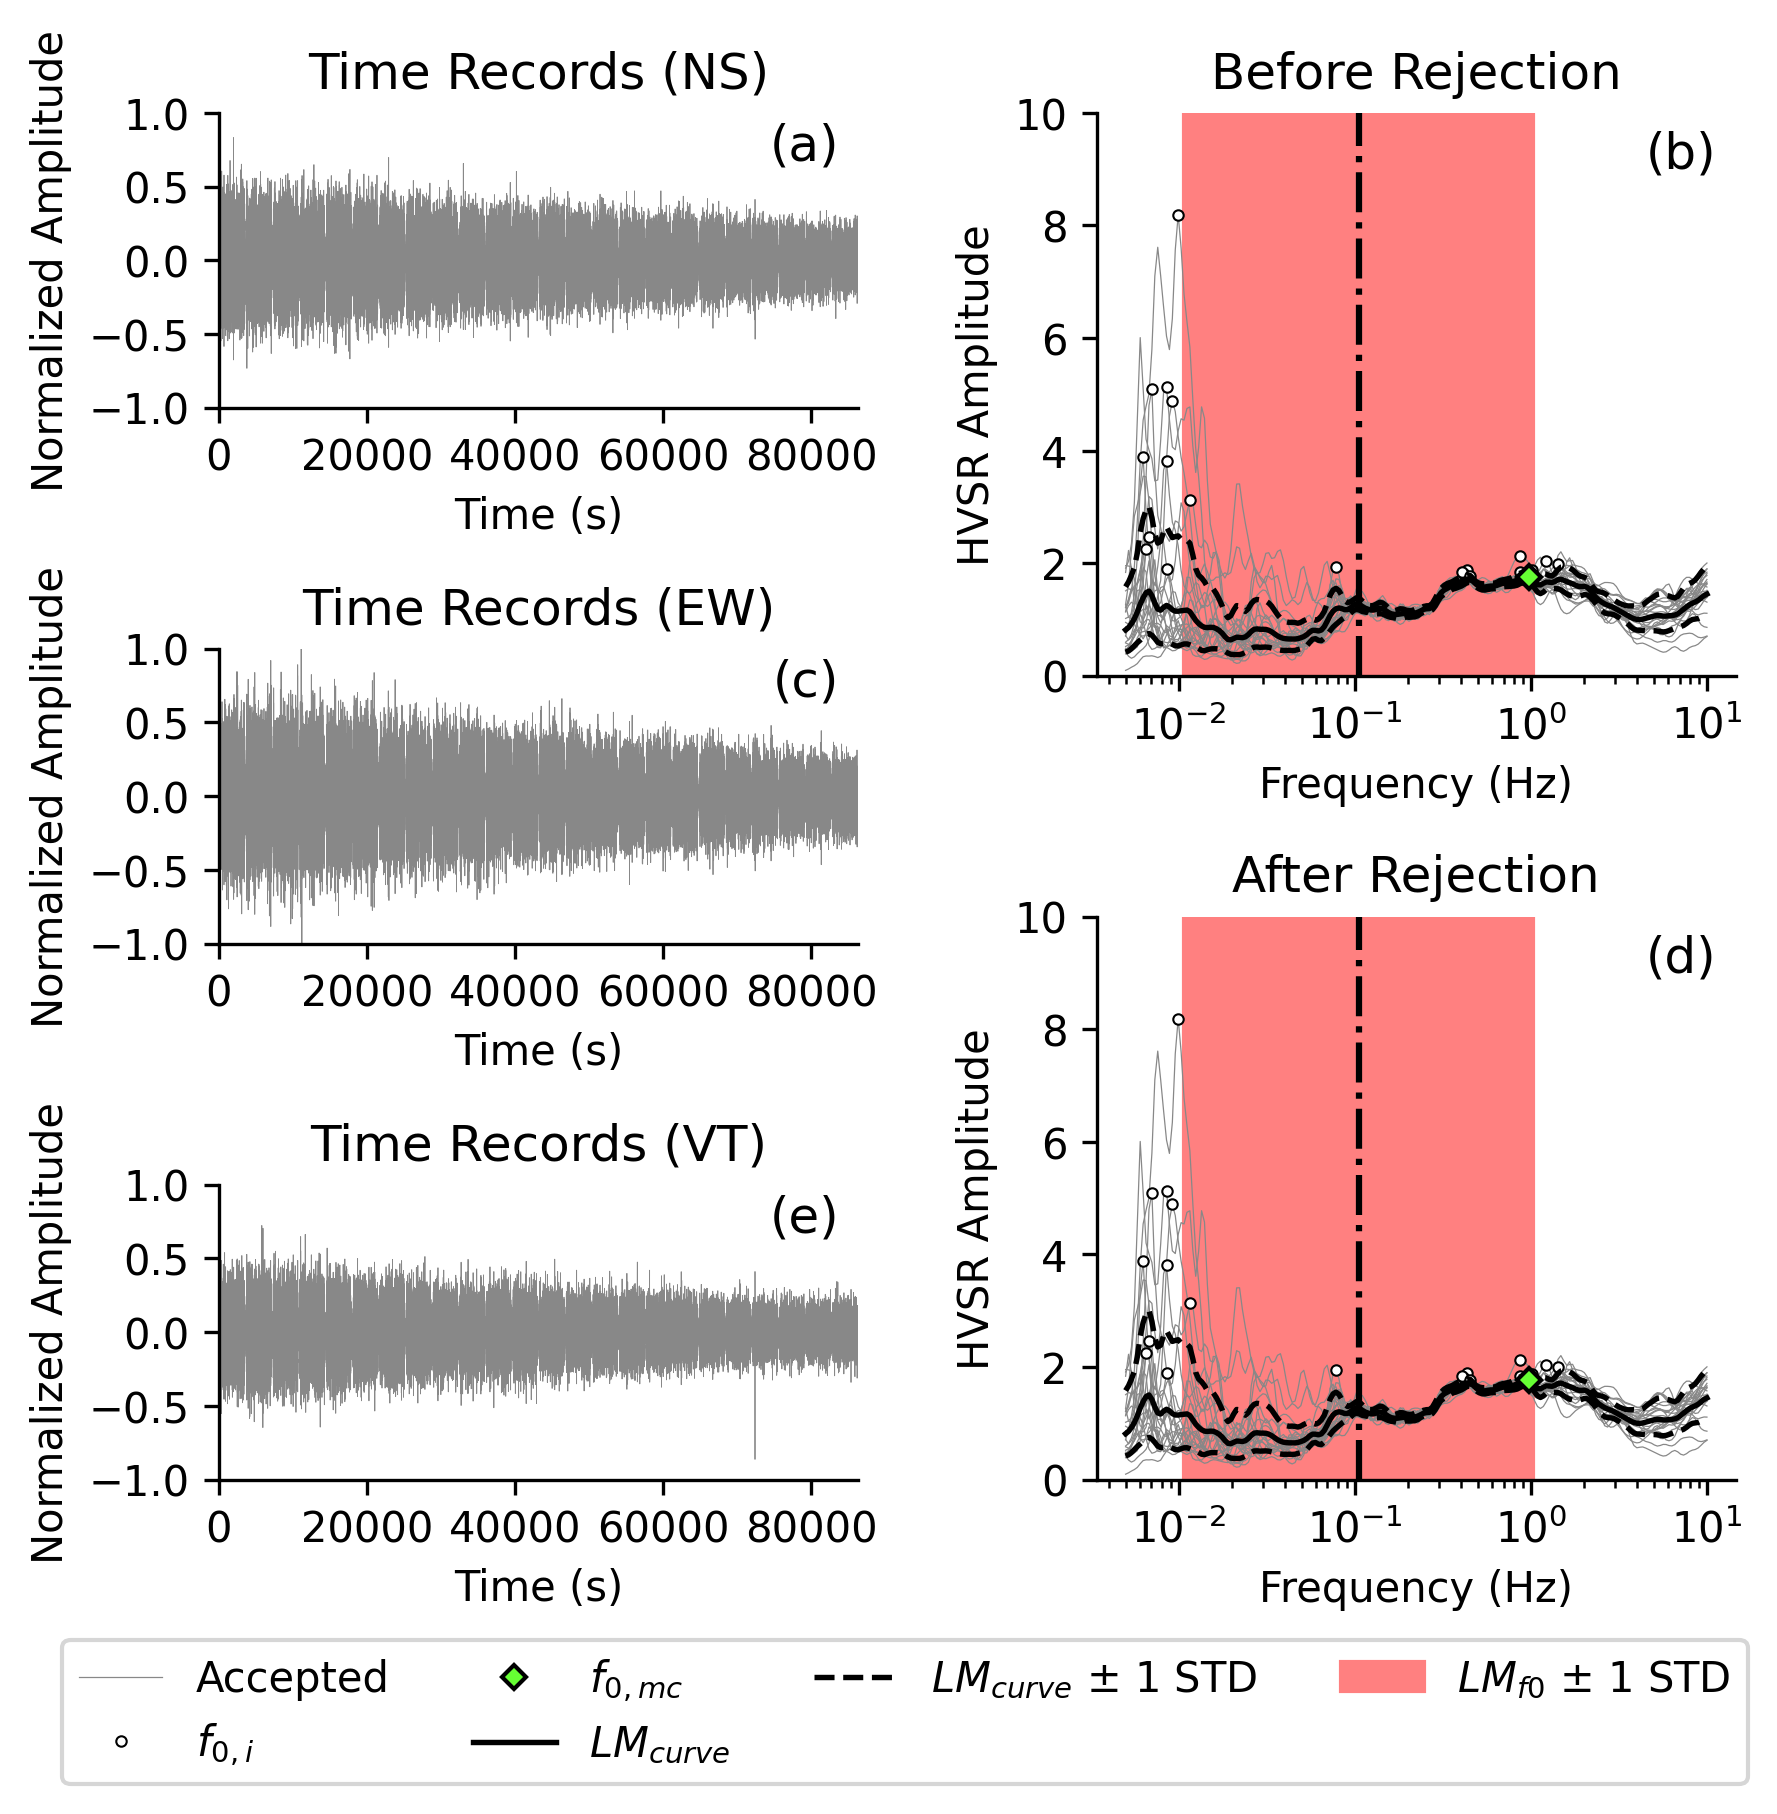 Time Records (NS)
(a)
Normalized Amplitude
1.0
0.5
0.0
−0.5
−1.0
0 20000 40000 60000 80000
Time (s)
Before Rejection
(b)
HVSR Amplitude
10
8
6
4
2
0
10⁻² 10⁻¹ 10⁰ 10¹
Frequency (Hz)
Time Records (EW)
(c)
Normalized Amplitude
1.0
0.5
0.0
−0.5
−1.0
0 20000 40000 60000 80000
Time (s)
After Rejection
(d)
HVSR Amplitude
10
8
6
4
2
0
10⁻² 10⁻¹ 10⁰ 10¹
Frequency (Hz)
Time Records (VT)
(e)
Normalized Amplitude
1.0
0.5
0.0
−0.5
−1.0
0 20000 40000 60000 80000
Time (s)
Accepted
f0,i
f0,mc
LMcurve
LMcurve ± 1 STD
LMf0 ± 1 STD